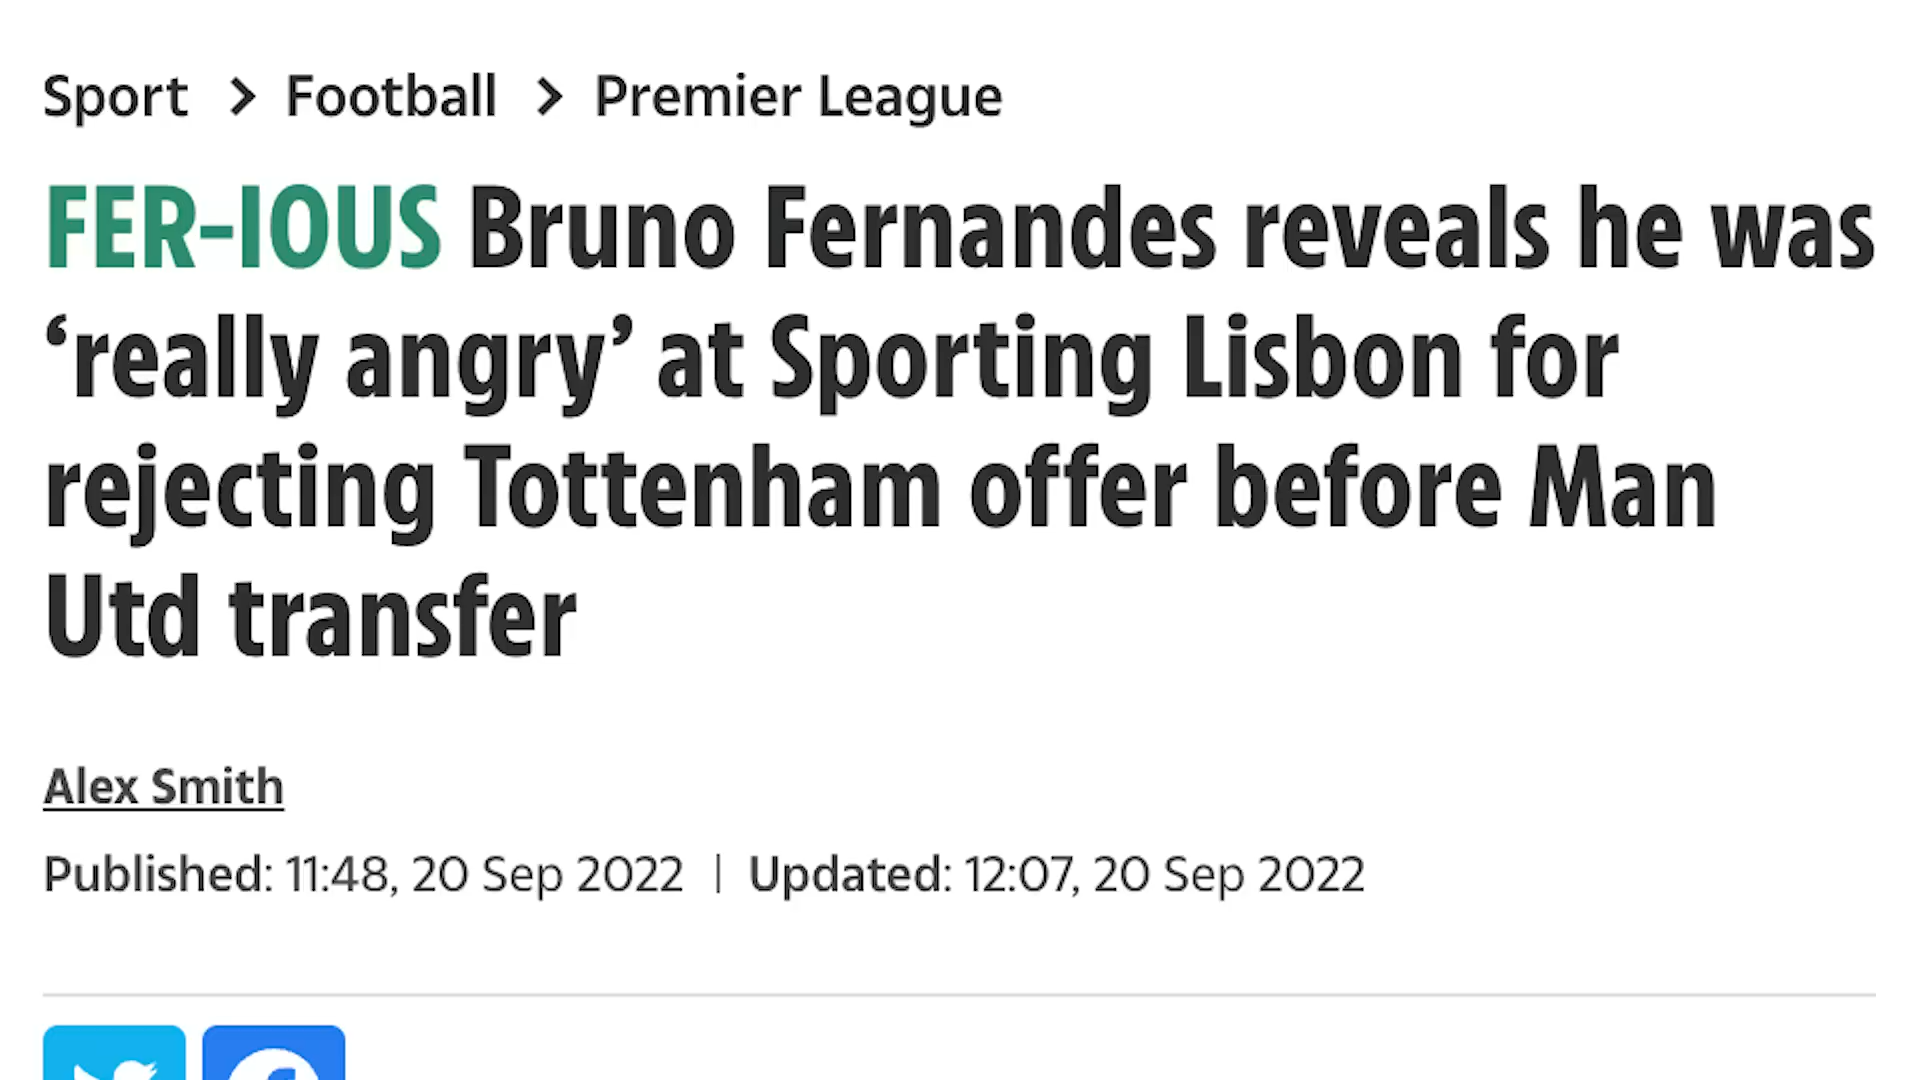 Sport > Football > Premier League
FER-IOUS Bruno Fernandes reveals he was
‘really angry’ at Sporting Lisbon for
rejecting Tottenham offer before Man
Utd transfer
Alex Smith
Published: 11:48, 20 Sep 2022 | Updated: 12:07, 20 Sep 2022